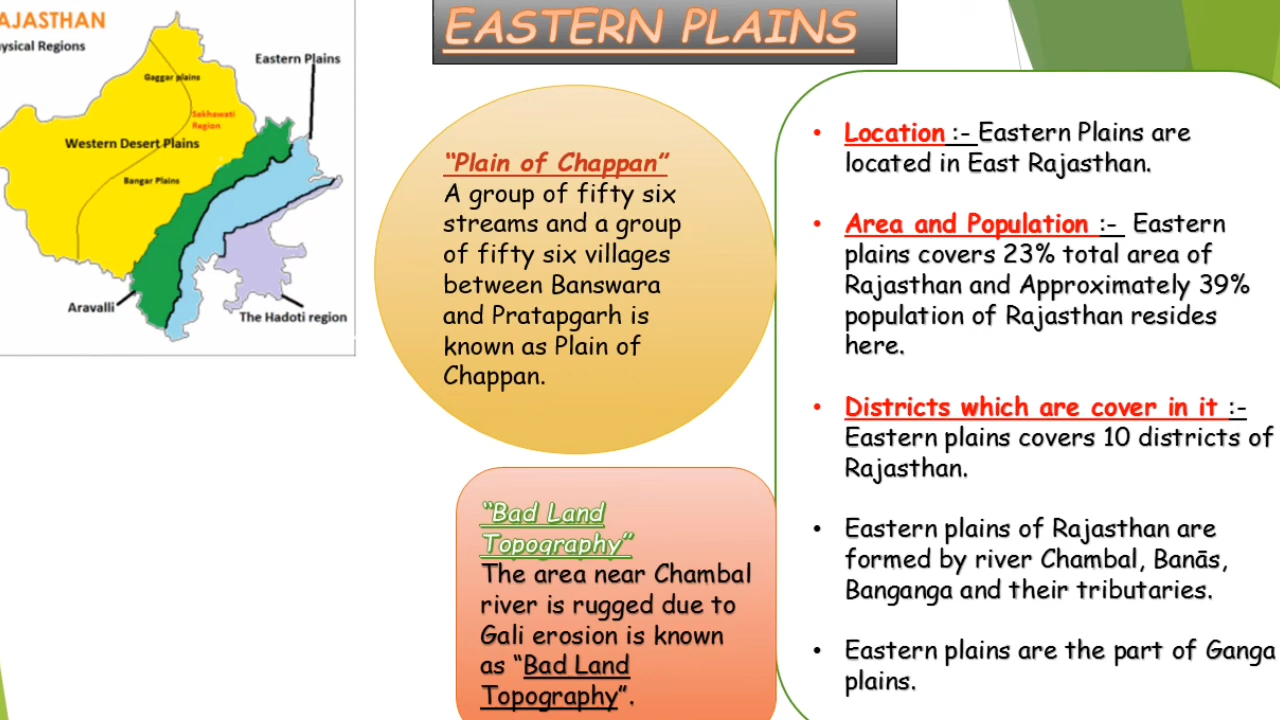 EASTERN PLAINS
AJASTHAN
ysical Regions
Eastern Plains
Gaggar plains
Sekhawati
Region
Western Desert Plains
Bangar Plains
Aravalli
The Hadoti region
“Plain of Chappan”
A group of fifty six
streams and a group
of fifty six villages
between Banswara
and Pratapgarh is
known as Plain of
Chappan.
“Bad Land
Topography”
The area near Chambal
river is rugged due to
Gali erosion is known
as “Bad Land
Topography”.
• Location :- Eastern Plains are
located in East Rajasthan.
• Area and Population :- Eastern
plains covers 23% total area of
Rajasthan and Approximately 39%
population of Rajasthan resides
here.
• Districts which are cover in it :-
Eastern plains covers 10 districts of
Rajasthan.
• Eastern plains of Rajasthan are
formed by river Chambal, Banās,
Banganga and their tributaries.
• Eastern plains are the part of Ganga
plains.